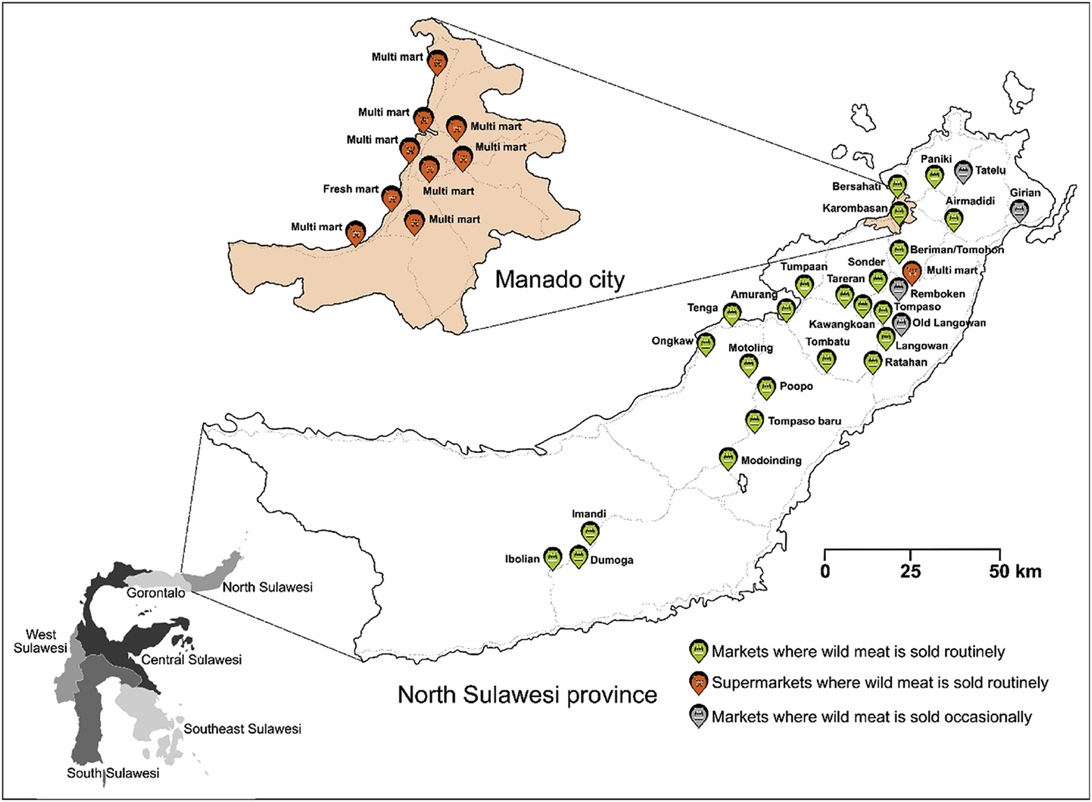 Multi mart
Multi mart
Multi mart
Multi mart
Multi mart
Multi mart
Fresh mart
Multi mart
Multi mart
Manado city
Paniki
Tatelu
Bersahati
Girian
Airmadidi
Karombasan
Beriman/Tomohon
Sonder
Multi mart
Tumpaan
Tareran
Remboken
Amurang
Tompaso
Tenga
Kawangkoan
Old Langowan
Ongkaw
Motoling
Tombatu
Langowan
Ratahan
Poopo
Tompaso baru
Modoinding
Imandi
Ibolian
Dumoga
0 25 50 km
Gorontalo
North Sulawesi
West
Sulawesi
Central Sulawesi
Southeast Sulawesi
South Sulawesi
North Sulawesi province
Markets where wild meat is sold routinely
Supermarkets where wild meat is sold routinely
Markets where wild meat is sold occasionally